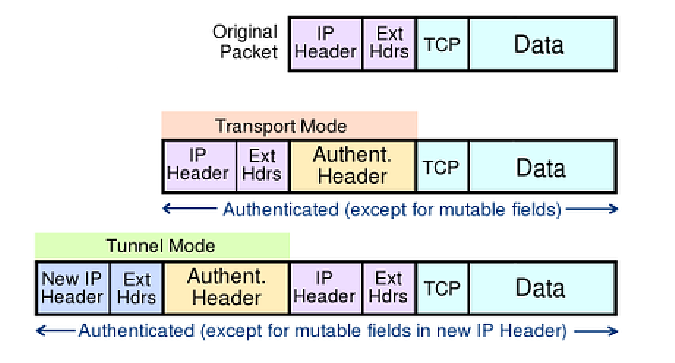 Original Packet
IP Header
Ext Hdrs
TCP
Data
Transport Mode
IP Header
Ext Hdrs
Authent. Header
TCP
Data
Authenticated (except for mutable fields)
Tunnel Mode
New IP Header
Ext Hdrs
Authent. Header
IP Header
Ext Hdrs
TCP
Data
Authenticated (except for mutable fields in new IP Header)